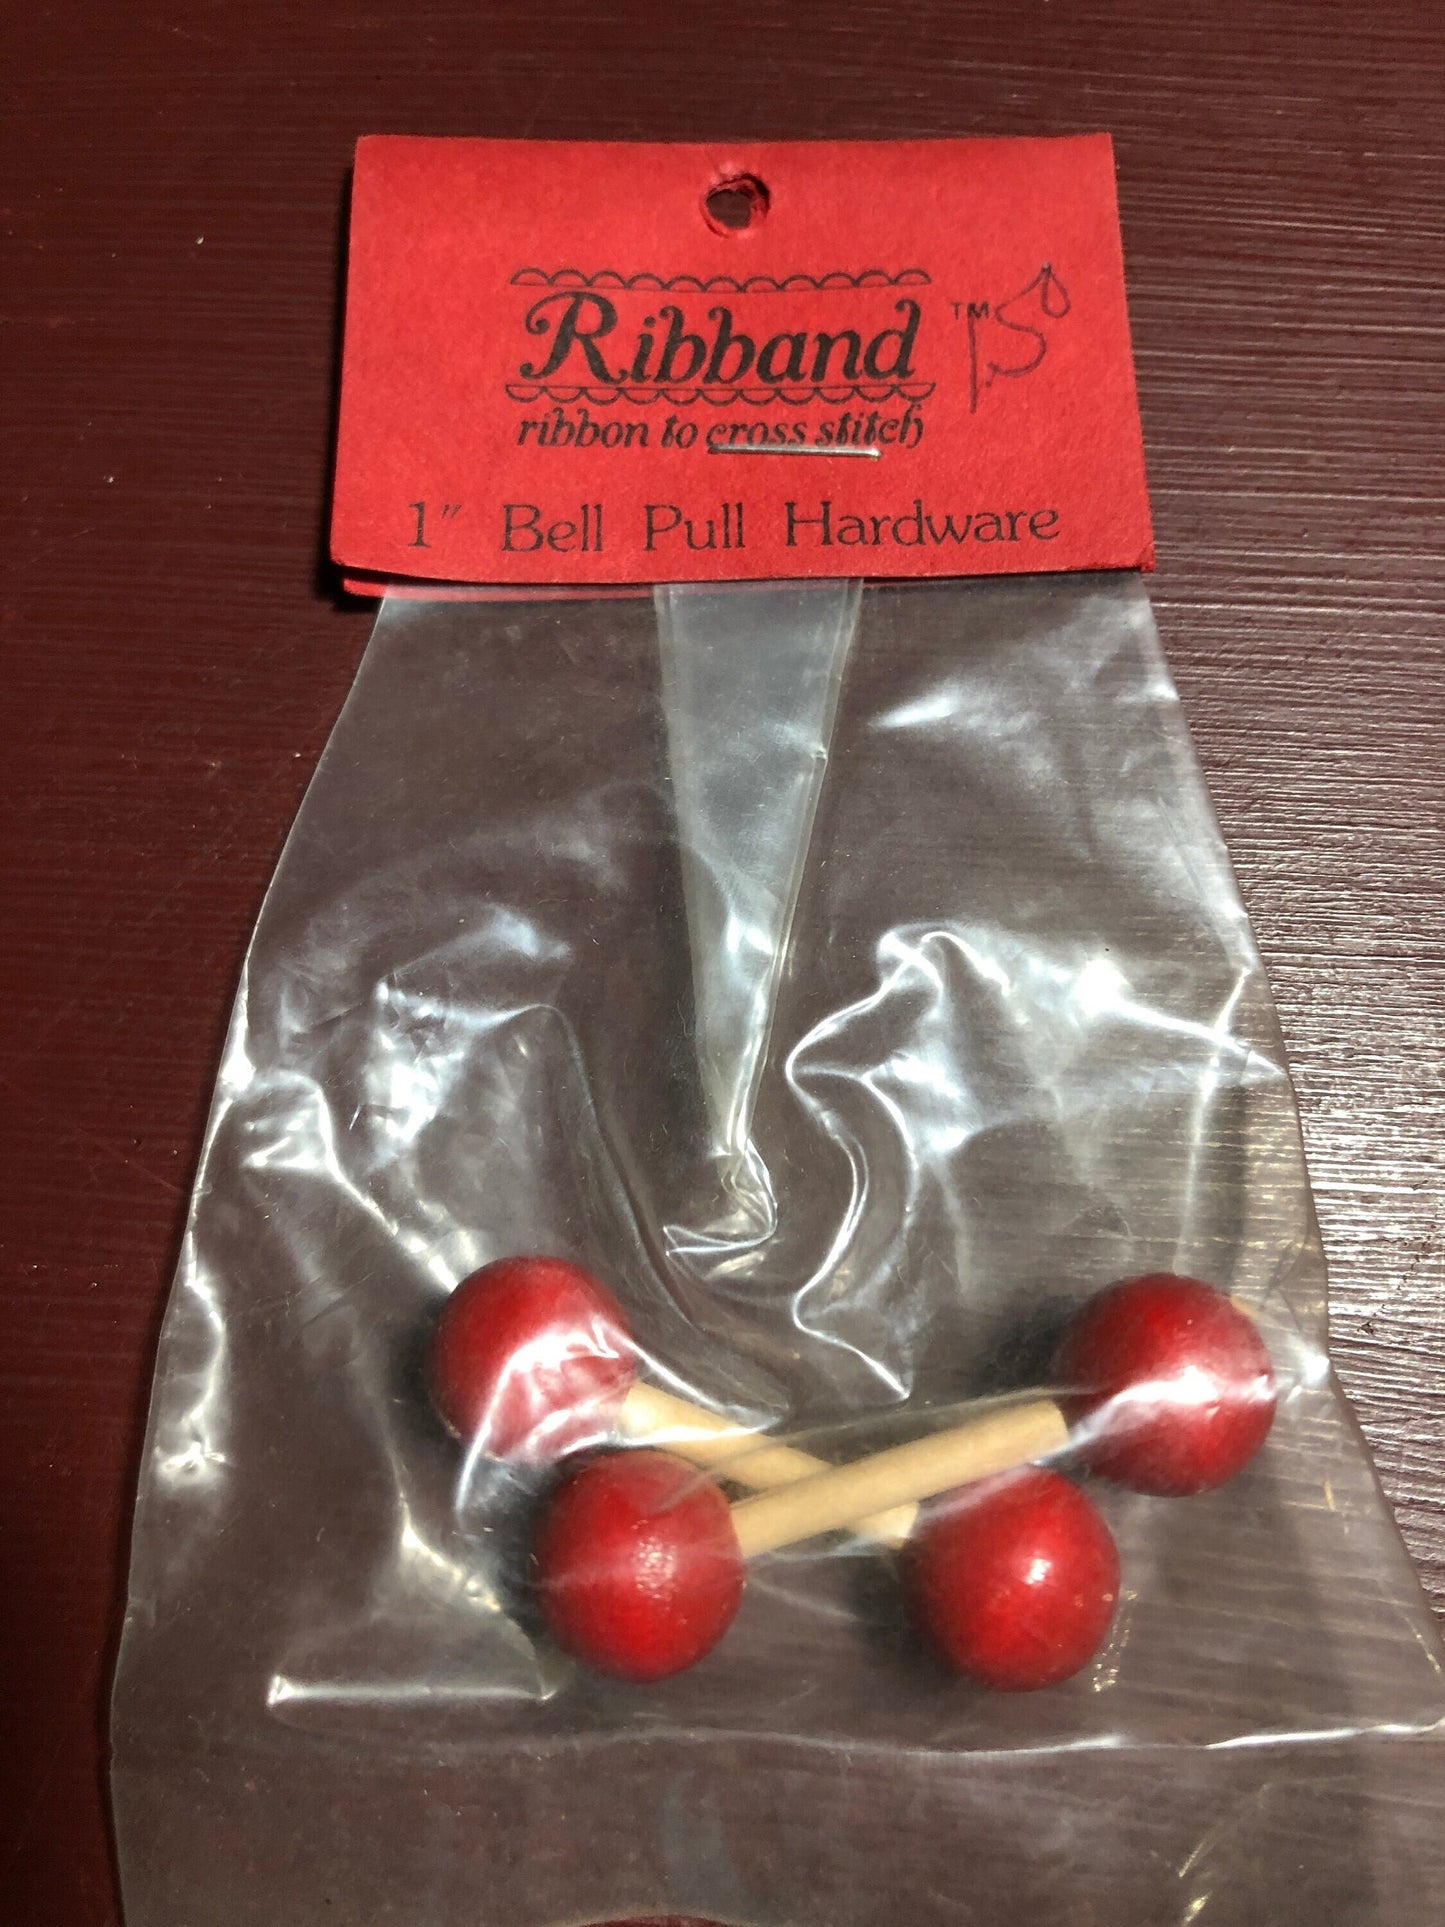 Ribband ™
ribbon to cross stitch
1" Bell Pull Hardware